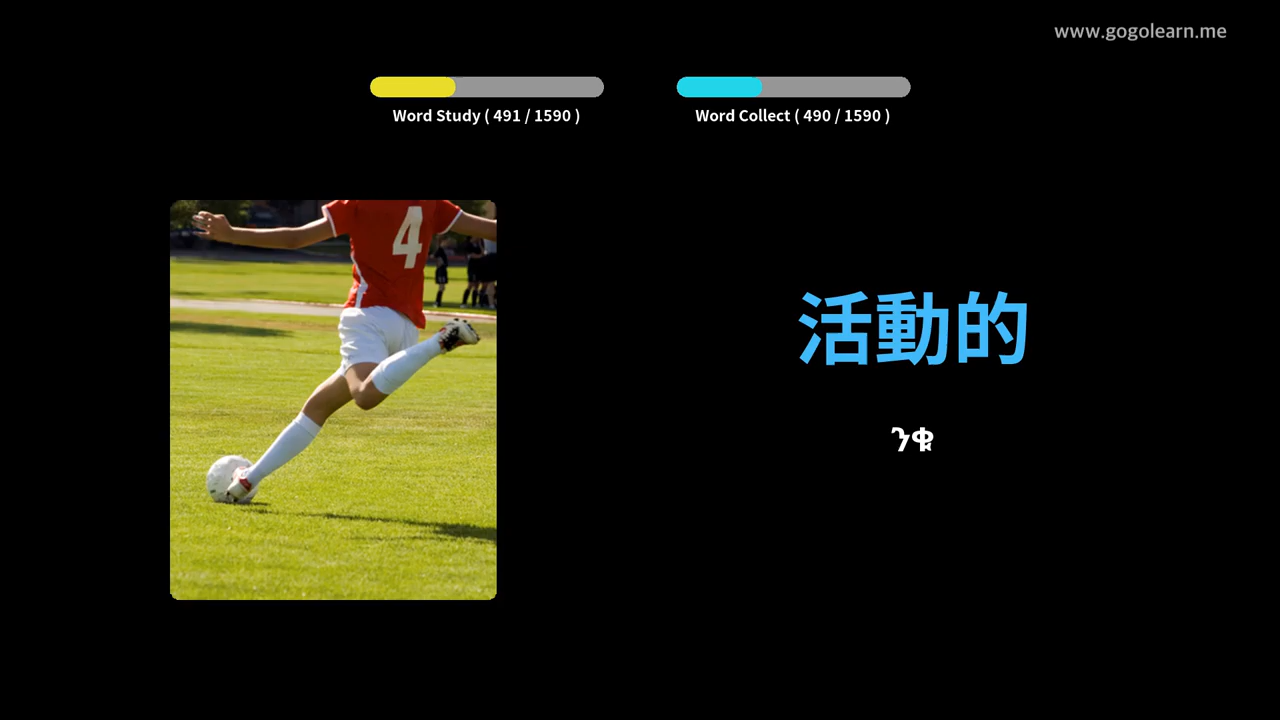 www.gogolearn.me
Word Study ( 491 / 1590 )
Word Collect ( 490 / 1590 )
4
活動的
ንቁ